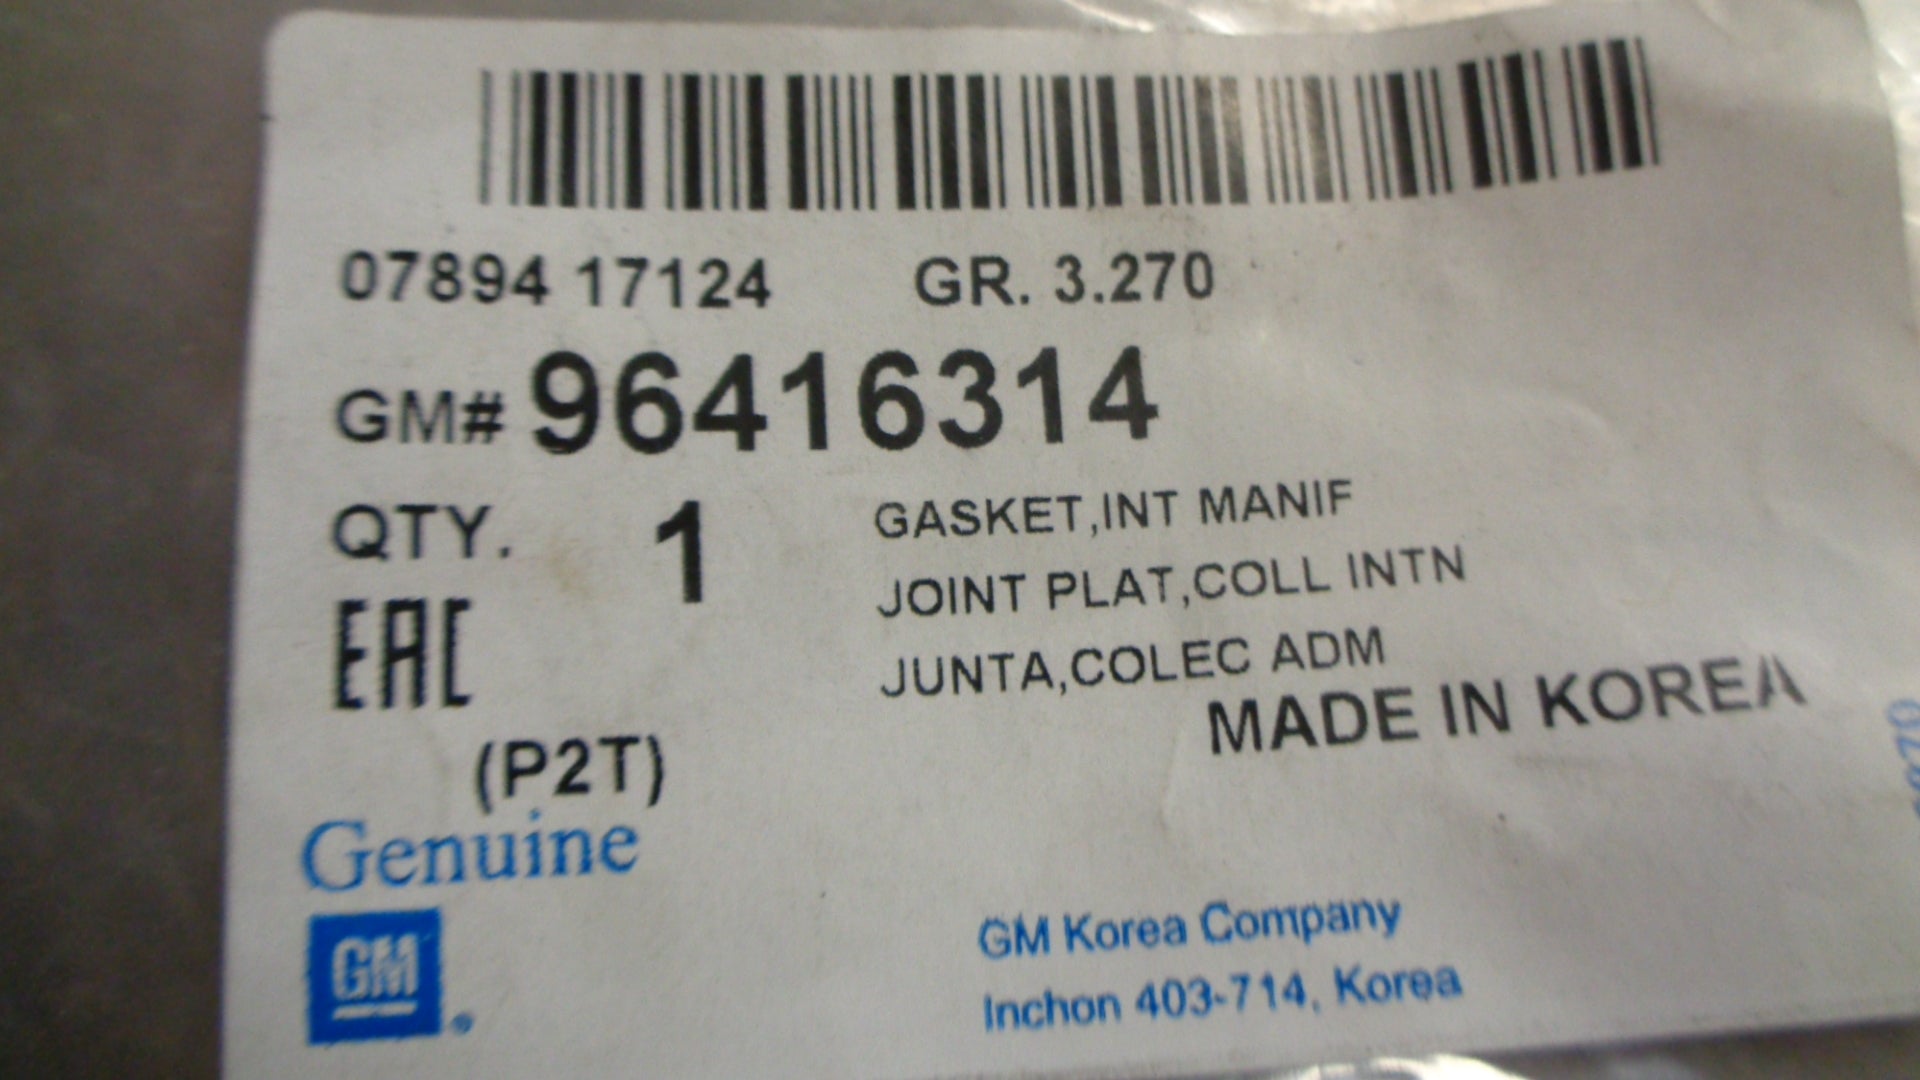 07894 17124 GR. 3.270
GM# 96416314
QTY. 1
GASKET,INT MANIF
JOINT PLAT,COLL INTN
JUNTA,COLEC ADM
EAC
MADE IN KOREA
(P2T)
Genuine
GM
GM Korea Company
Inchon 403-714, Korea